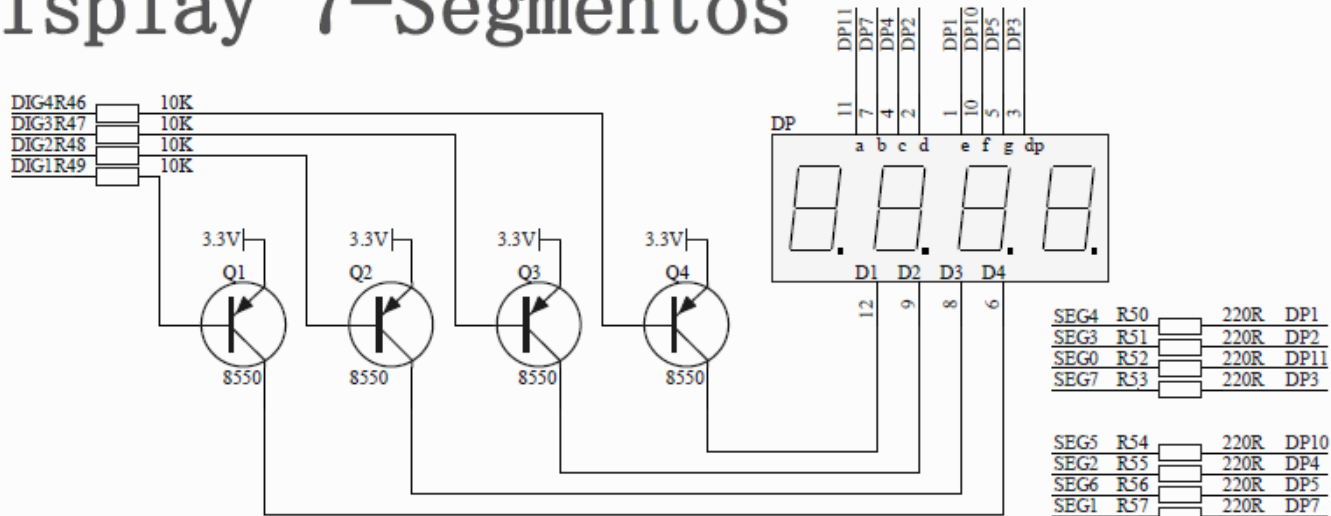 isplay 7-Segmentos
DP11 DP7 DP4 DP2 DP1 DP10 DP5 DP3
11 7 4 2 1 10 5 3
DP
a b c d e f g dp
D1 D2 D3 D4
12 9 8 6
DIG4R46 10K
DIG3R47 10K
DIG2R48 10K
DIG1R49 10K
3.3V 3.3V 3.3V 3.3V
Q1 Q2 Q3 Q4
8550 8550 8550 8550
SEG4 R50 220R DP1
SEG3 R51 220R DP2
SEG0 R52 220R DP11
SEG7 R53 220R DP3
SEG5 R54 220R DP10
SEG2 R55 220R DP4
SEG6 R56 220R DP5
SEG1 R57 220R DP7